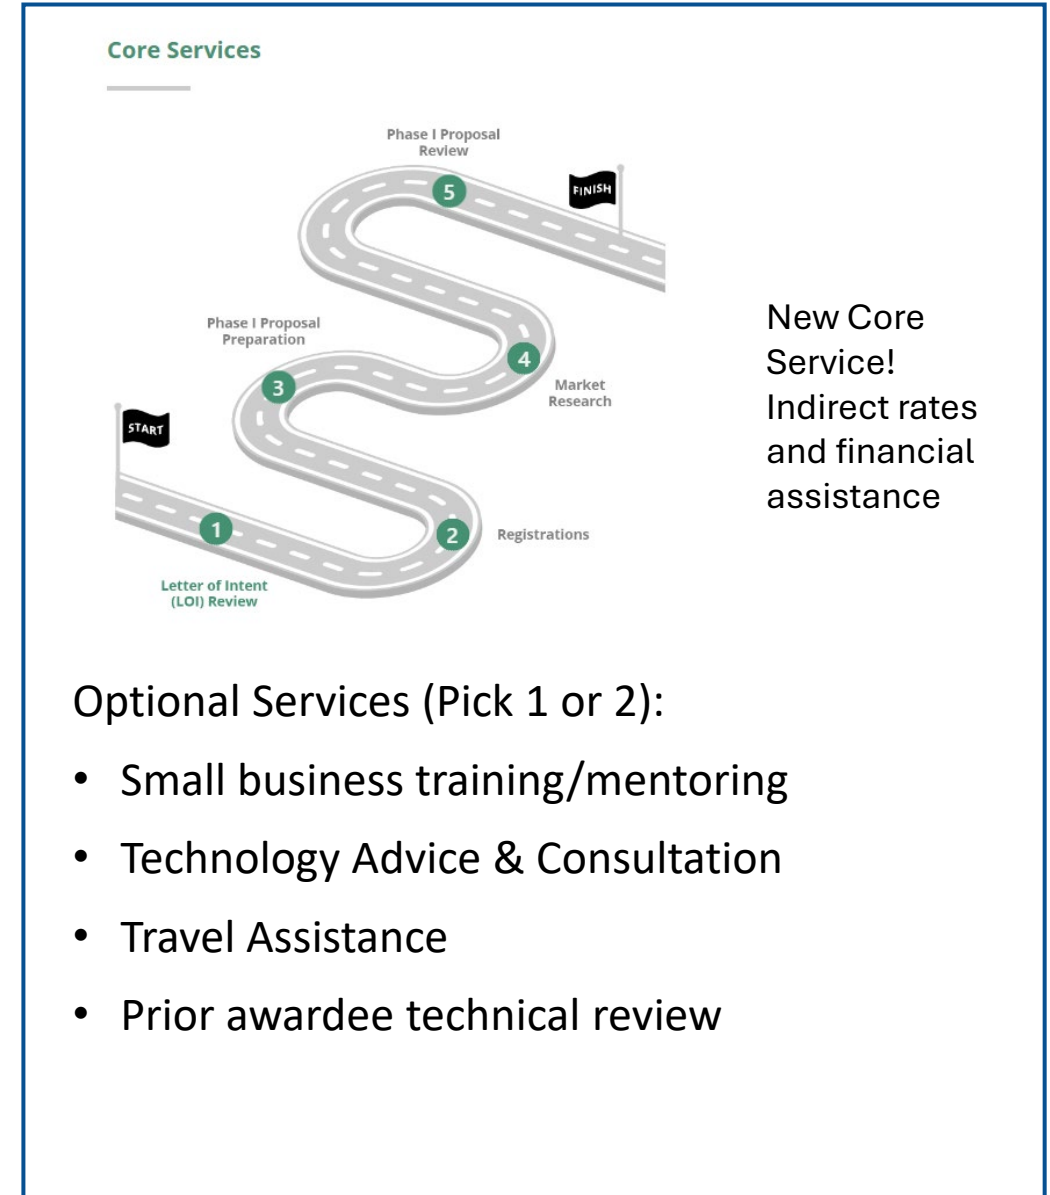 Core Services
Phase I Proposal
Review
5
FINISH
Phase I Proposal
Preparation
4
3
Market
Research
START
1
2
Registrations
Letter of Intent
(LOI) Review
New Core
Service!
Indirect rates
and financial
assistance
Optional Services (Pick 1 or 2):
• Small business training/mentoring
• Technology Advice & Consultation
• Travel Assistance
• Prior awardee technical review